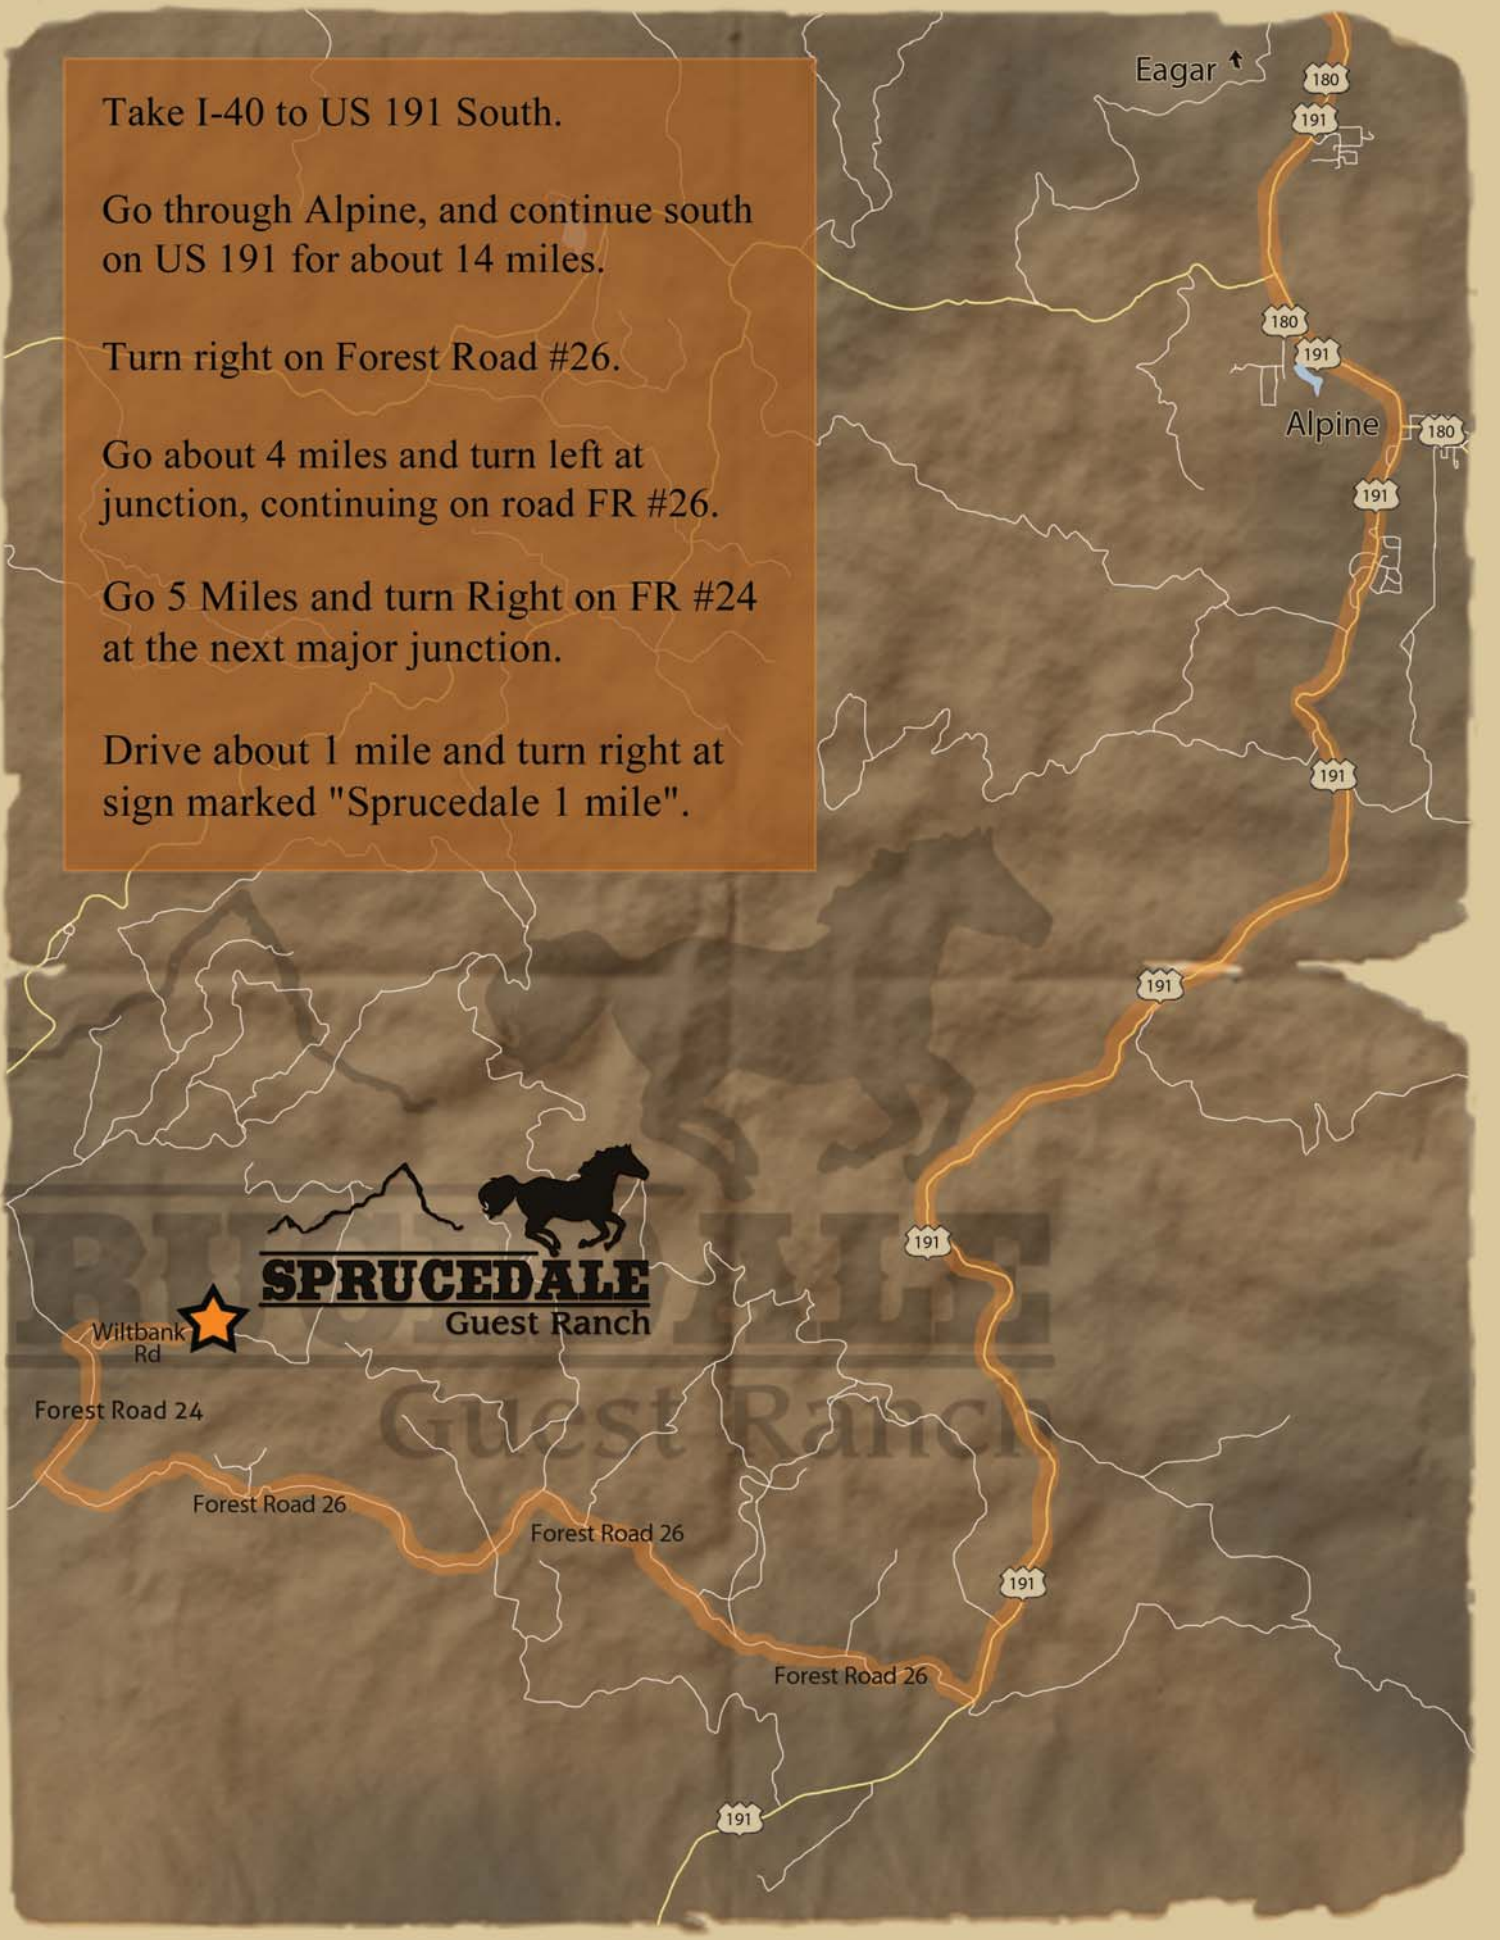 Take I-40 to US 191 South.
Go through Alpine, and continue south
on US 191 for about 14 miles.
Turn right on Forest Road #26.
Go about 4 miles and turn left at
junction, continuing on road FR #26.
Go 5 Miles and turn Right on FR #24
at the next major junction.
Drive about 1 mile and turn right at
sign marked "Sprucedale 1 mile".
Eagar
180
191
180
191
Alpine
180
191
191
191
191
SPRUCEDALE
Guest Ranch
Wiltbank
Rd
Guest Ranch
Forest Road 24
Forest Road 26
Forest Road 26
191
Forest Road 26
191